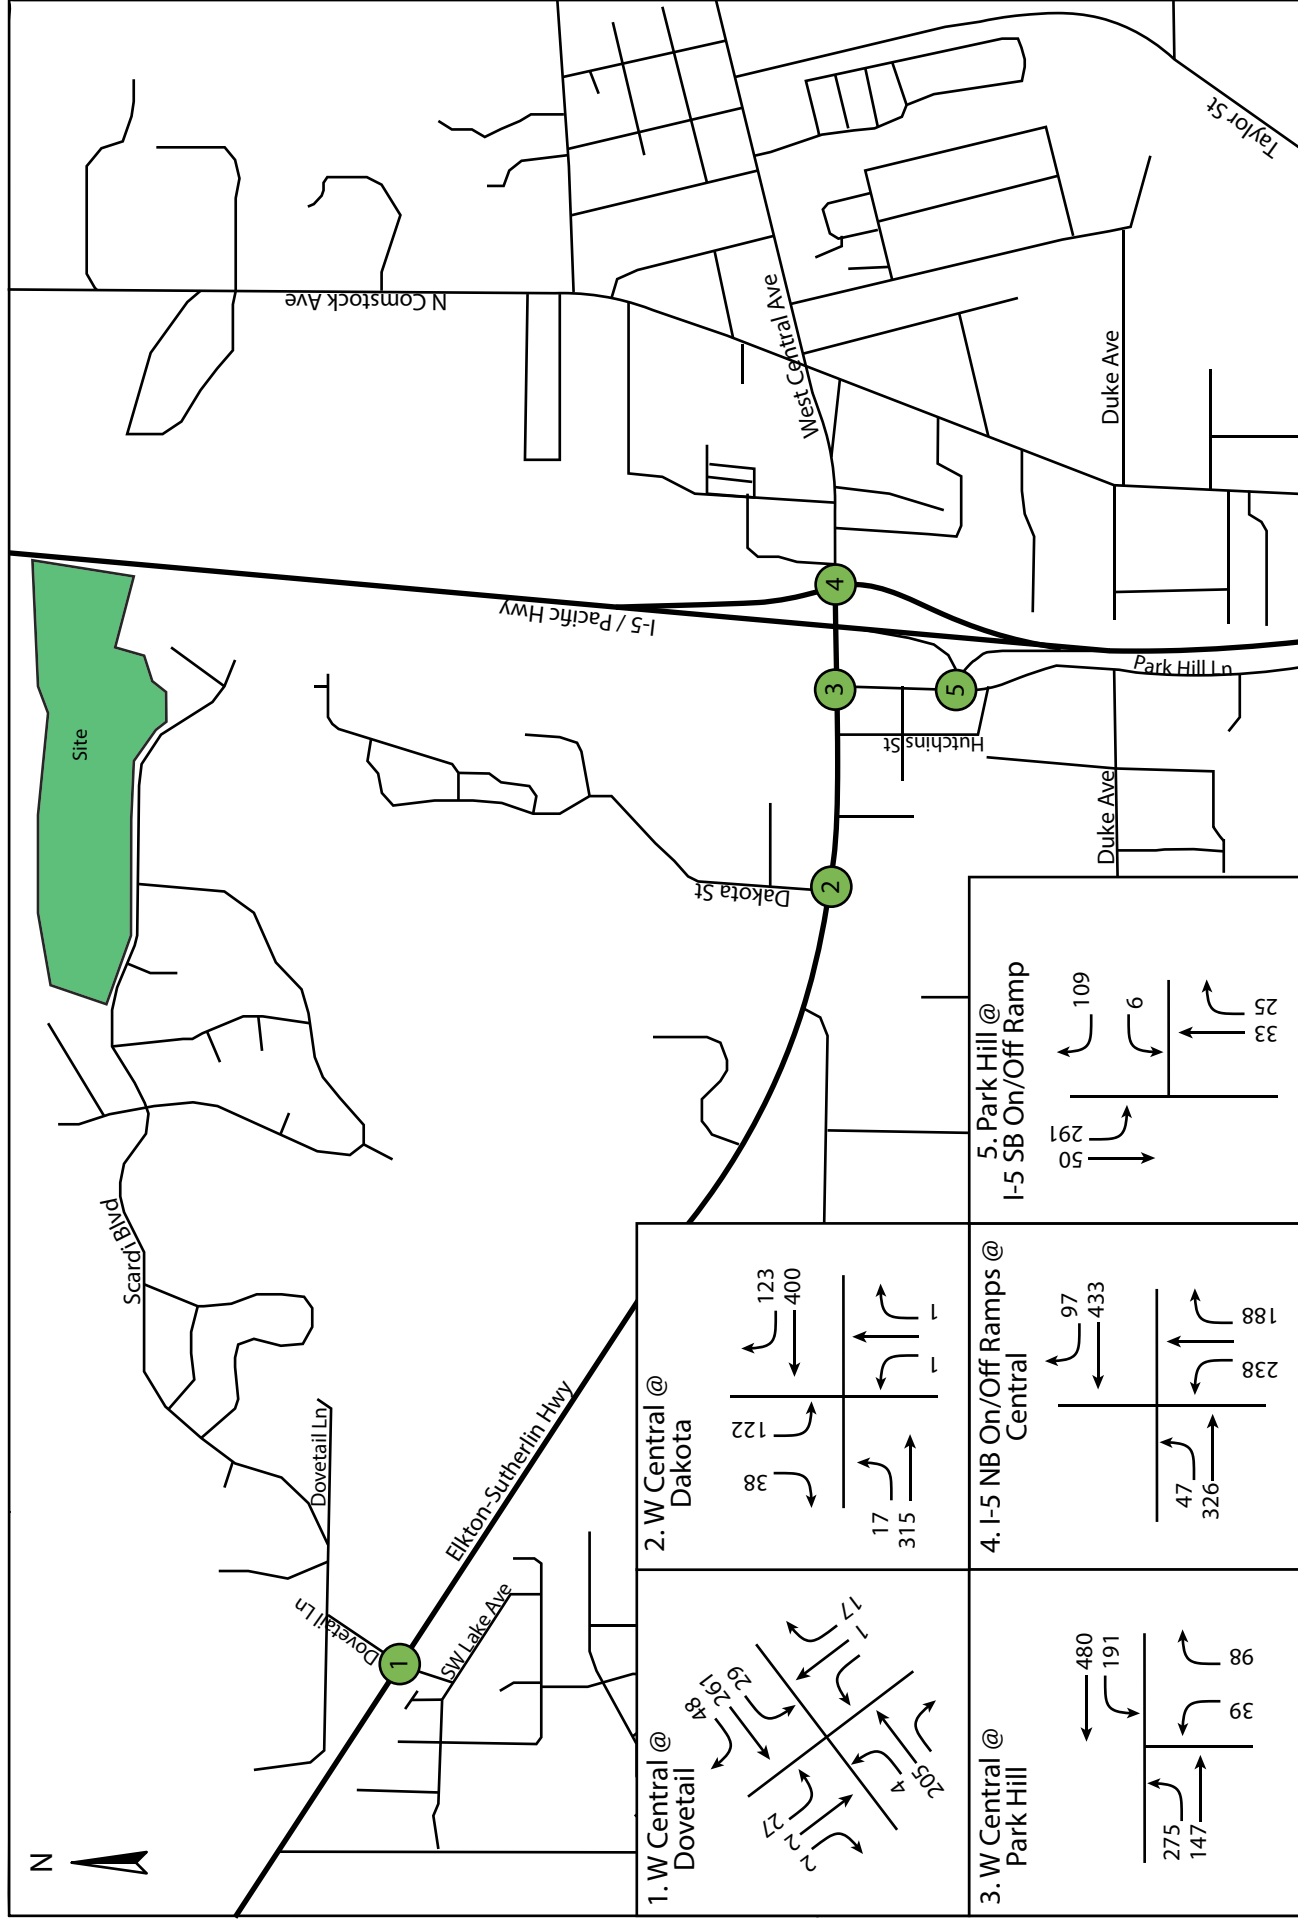 N
Site
Scardi Blvd
Dovetail Ln
Dovetail Ln
N Comstock Ave
I-5 / Pacific Hwy
Elkton-Sutherlin Hwy
SW Lake Ave
Dakota St
West Central Ave
Hutchins St
Park Hill Ln
Duke Ave
Duke Ave
Taylor St
1
2
3
4
5
1. W Central @
Dovetail
48
261
29
27
2
2
17
1
4
205
2. W Central @
Dakota
38
122
123
400
17
315
1
1
3. W Central @
Park Hill
480
191
275
147
39
98
4. I-5 NB On/Off Ramps @
Central
97
433
47
326
238
188
5. Park Hill @
I-5 SB On/Off Ramp
50
291
109
6
33
25